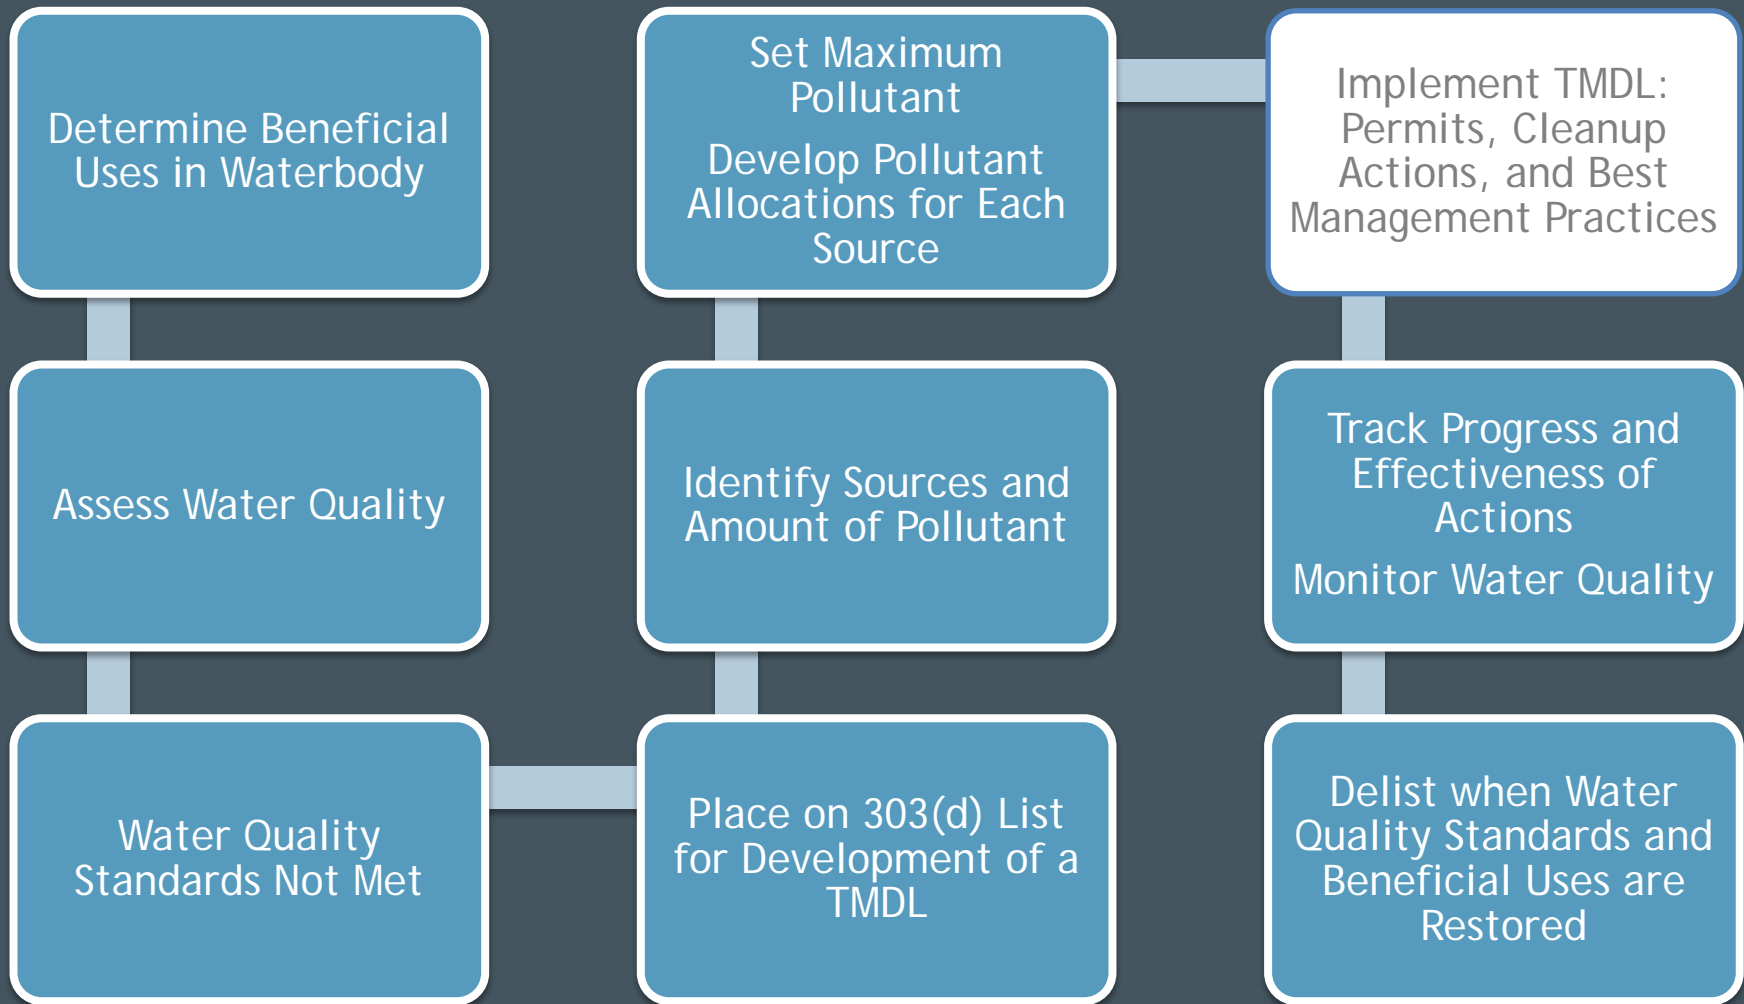 Determine Beneficial
Uses in Waterbody
Assess Water Quality
Water Quality
Standards Not Met
Place on 303(d) List
for Development of a
TMDL
Identify Sources and
Amount of Pollutant
Set Maximum
Pollutant
Develop Pollutant
Allocations for Each
Source
Implement TMDL:
Permits, Cleanup
Actions, and Best
Management Practices
Track Progress and
Effectiveness of
Actions
Monitor Water Quality
Delist when Water
Quality Standards and
Beneficial Uses are
Restored